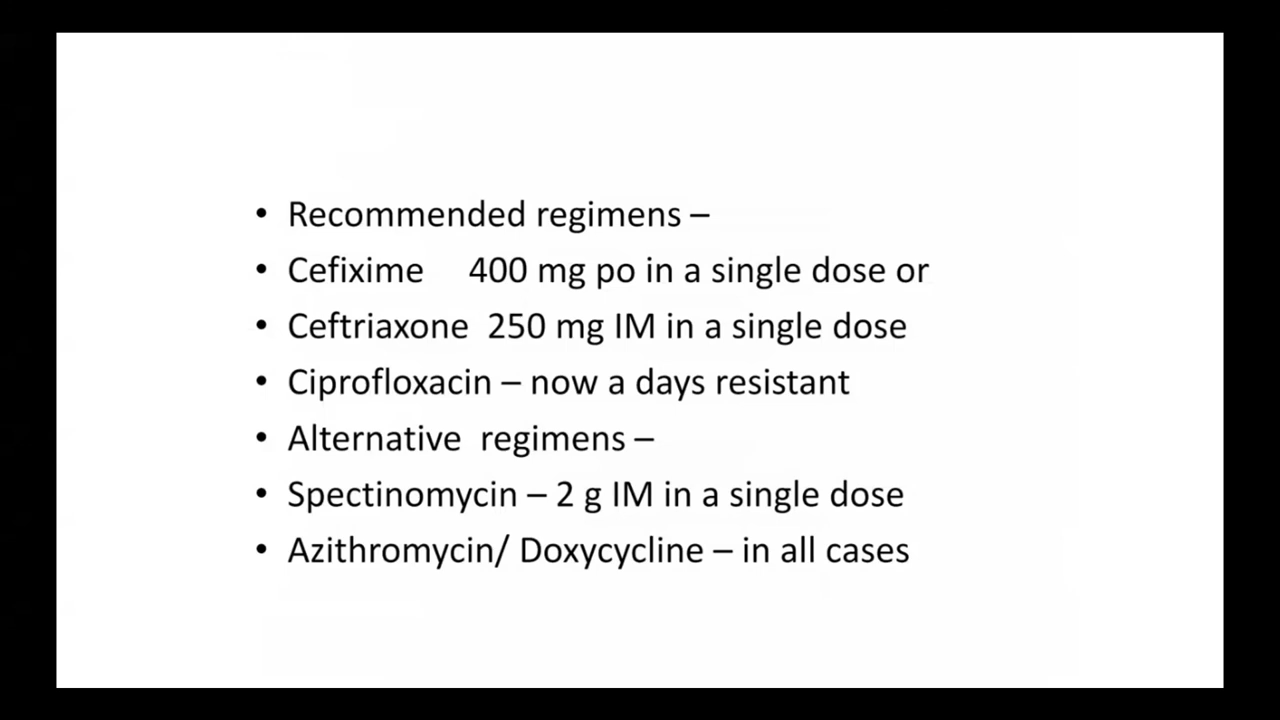 • Recommended regimens –
• Cefixime 400 mg po in a single dose or
• Ceftriaxone 250 mg IM in a single dose
• Ciprofloxacin – now a days resistant
• Alternative regimens –
• Spectinomycin – 2 g IM in a single dose
• Azithromycin/ Doxycycline – in all cases